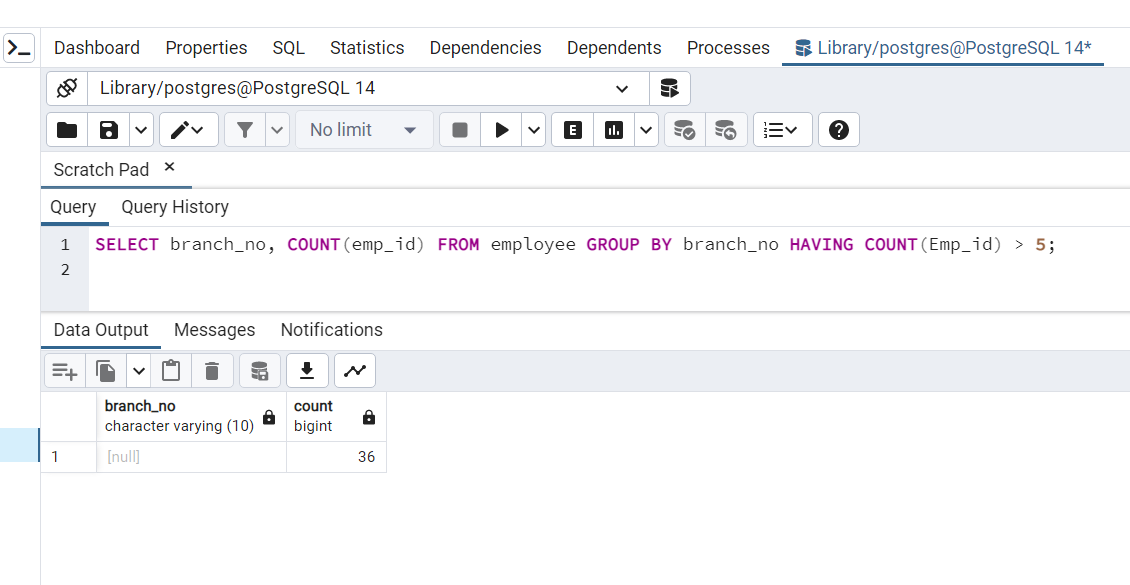 Dashboard Properties SQL Statistics Dependencies Dependents Processes Library/postgres@PostgreSQL 14*
Library/postgres@PostgreSQL 14
No limit E
Scratch Pad ×
Query Query History
1 SELECT branch_no, COUNT(emp_id) FROM employee GROUP BY branch_no HAVING COUNT(Emp_id) > 5;
2
Data Output Messages Notifications
branch_no count
character varying (10) bigint
1 [null] 36